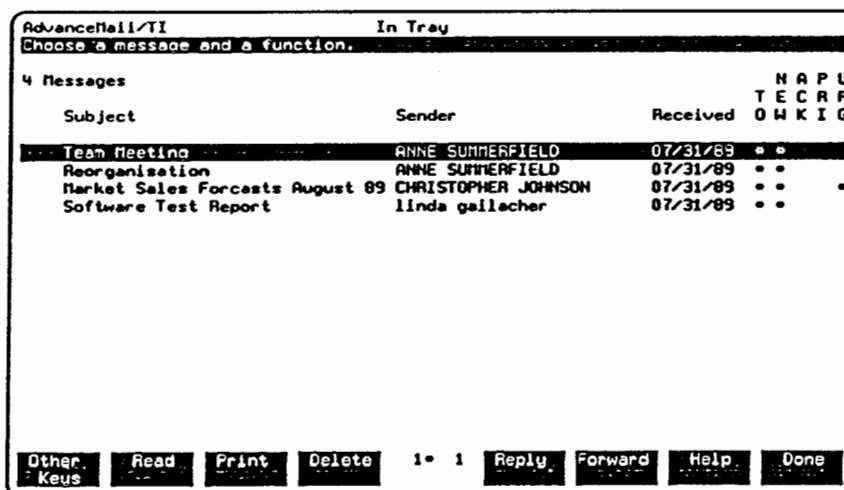 AdvanceMail/TI In Tray
Choose a message and a function.
4 Messages N A P U
T E C R R
Subject Sender Received O W K I G
Team Meeting ANNE SUMMERFIELD 07/31/89 * *
Reorganisation ANNE SUMMERFIELD 07/31/89 * *
Market Sales Forcasts August 89 CHRISTOPHER JOHNSON 07/31/89 * * *
Software Test Report linda gallacher 07/31/89 * *
Other Read Print Delete 1* 1 Reply Forward Help Done
Keys